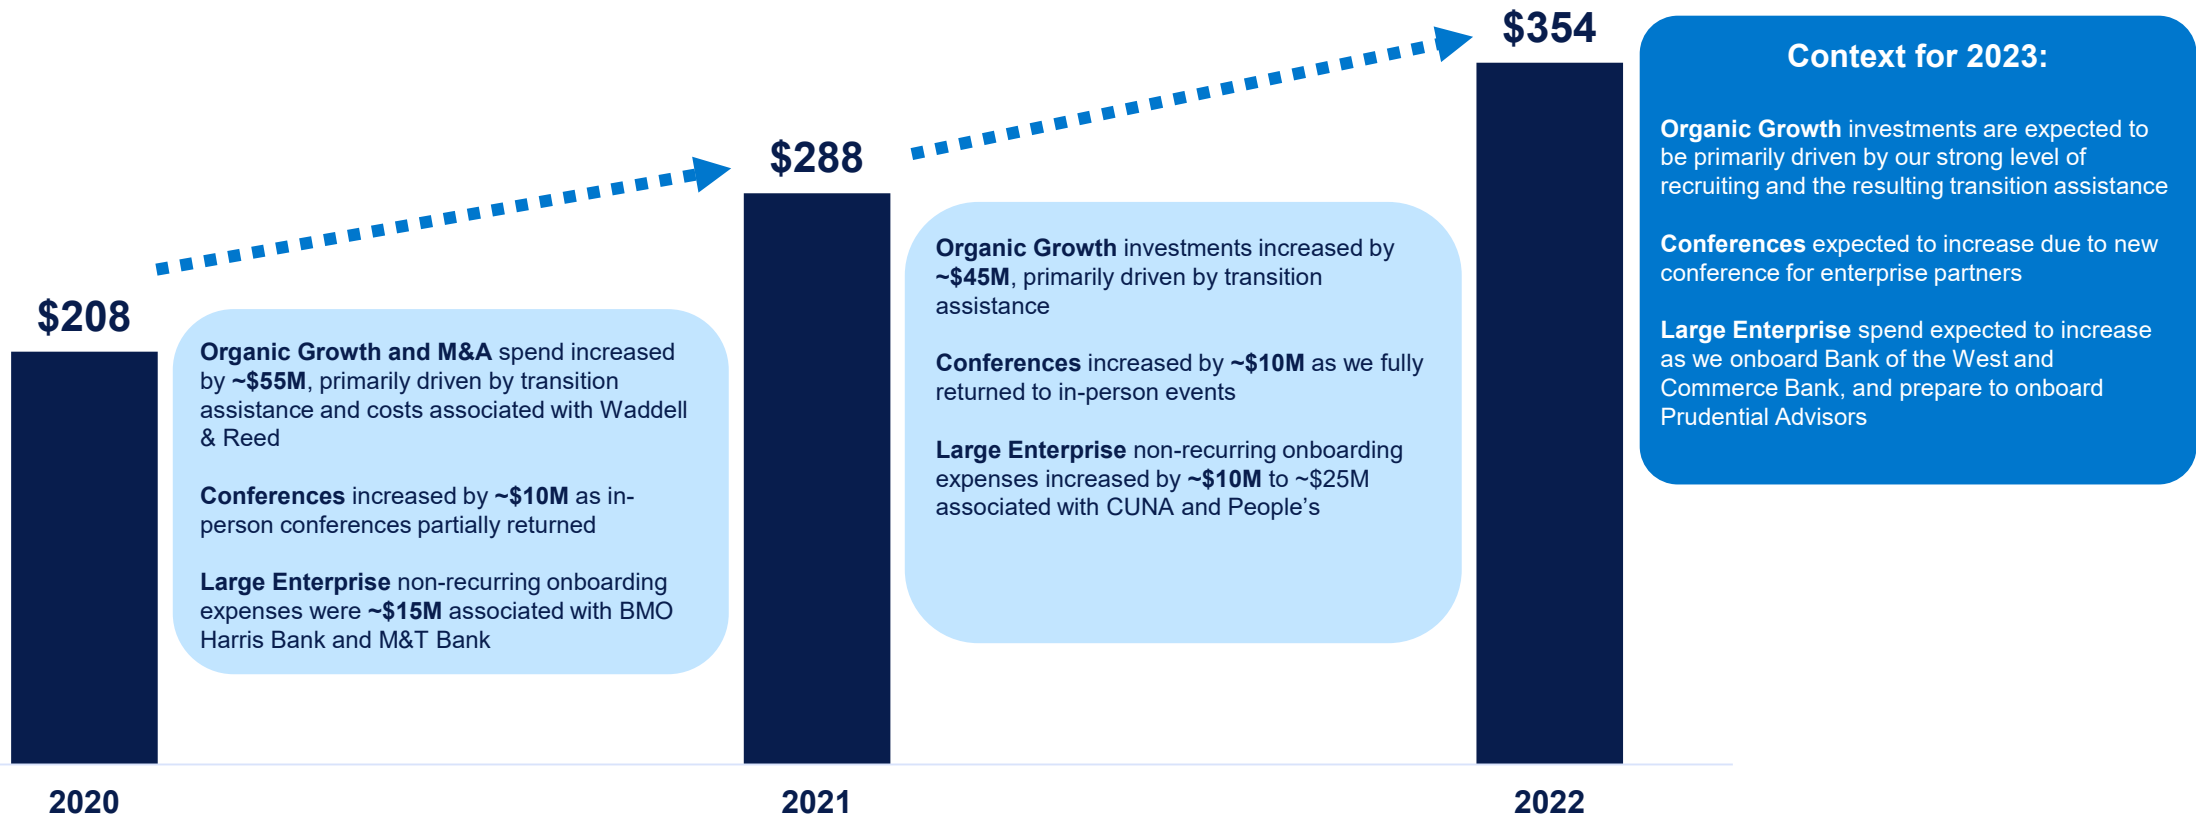 $208
Organic Growth and M&A spend increased
by ~$55M, primarily driven by transition
assistance and costs associated with Waddell
& Reed
Conferences increased by ~$10M as in-
person conferences partially returned
Large Enterprise non-recurring onboarding
expenses were ~$15M associated with BMO
Harris Bank and M&T Bank
$288
Organic Growth investments increased by
~$45M, primarily driven by transition
assistance
Conferences increased by ~$10M as we fully
returned to in-person events
Large Enterprise non-recurring onboarding
expenses increased by ~$10M to ~$25M
associated with CUNA and People’s
$354
Context for 2023:
Organic Growth investments are expected to
be primarily driven by our strong level of
recruiting and the resulting transition assistance
Conferences expected to increase due to new
conference for enterprise partners
Large Enterprise spend expected to increase
as we onboard Bank of the West and
Commerce Bank, and prepare to onboard
Prudential Advisors
2020
2021
2022